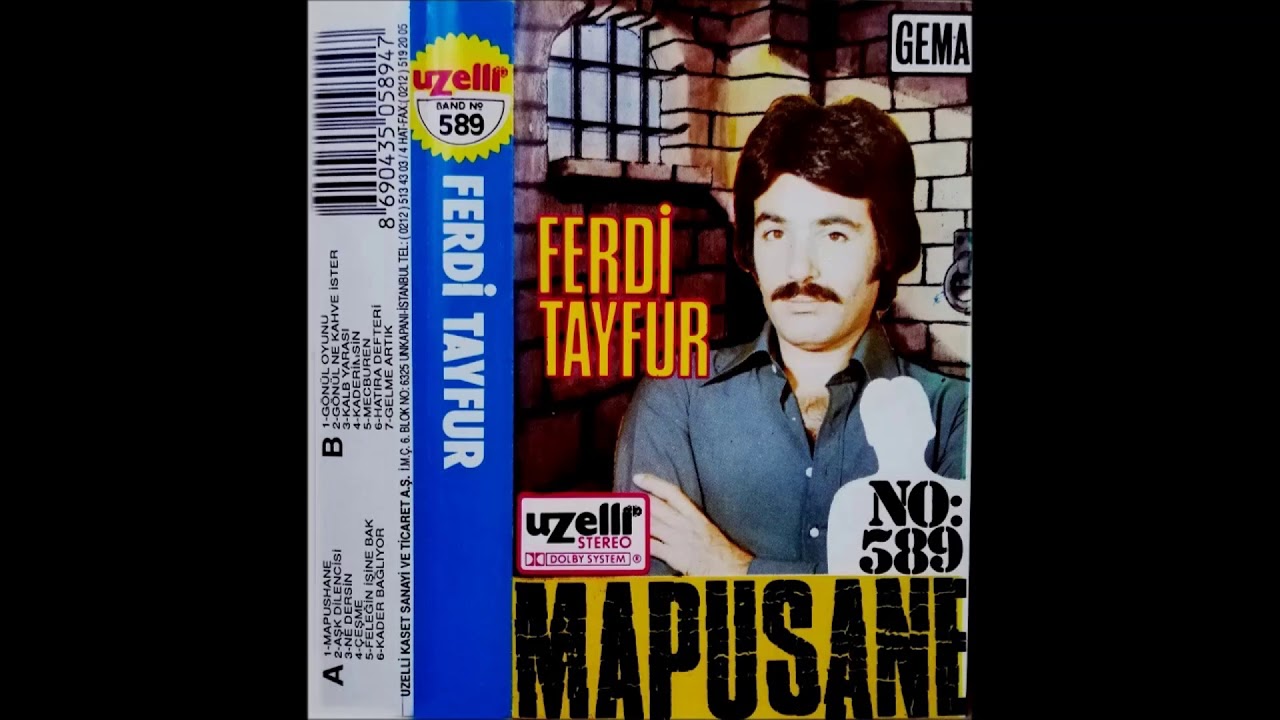 8 690435 058947
B
1-GÖNÜL OYUNU
2-GÖNÜL NE KAHVE İSTER
3-KALB YARASI
4-KADERİMSİN
5-MECBUREN
6-HATIRA DEFTERİ
7-GELME ARTIK
A
1-MAPUSHANE
2-AŞK DİLENCİSİ
3-NE DERSİN
4-ÇEŞME
5-FELEĞİN İŞİNE BAK
6-KADER BAĞLIYOR
UZELLİ KASET SANAYİ VE TİCARET A.Ş. İ.M.Ç. 6. BLOK NO: 6325 UNKAPANI-İSTANBUL TEL: ( 0212 ) 513 43 03 / 4 HAT-FAX: ( 0212 ) 519 20 05
uzelli
BAND No
589
FERDİ TAYFUR
GEMA
FERDİ
TAYFUR
uzelli
STEREO
DOLBY SYSTEM ®
NO:
589
MAPUSANE